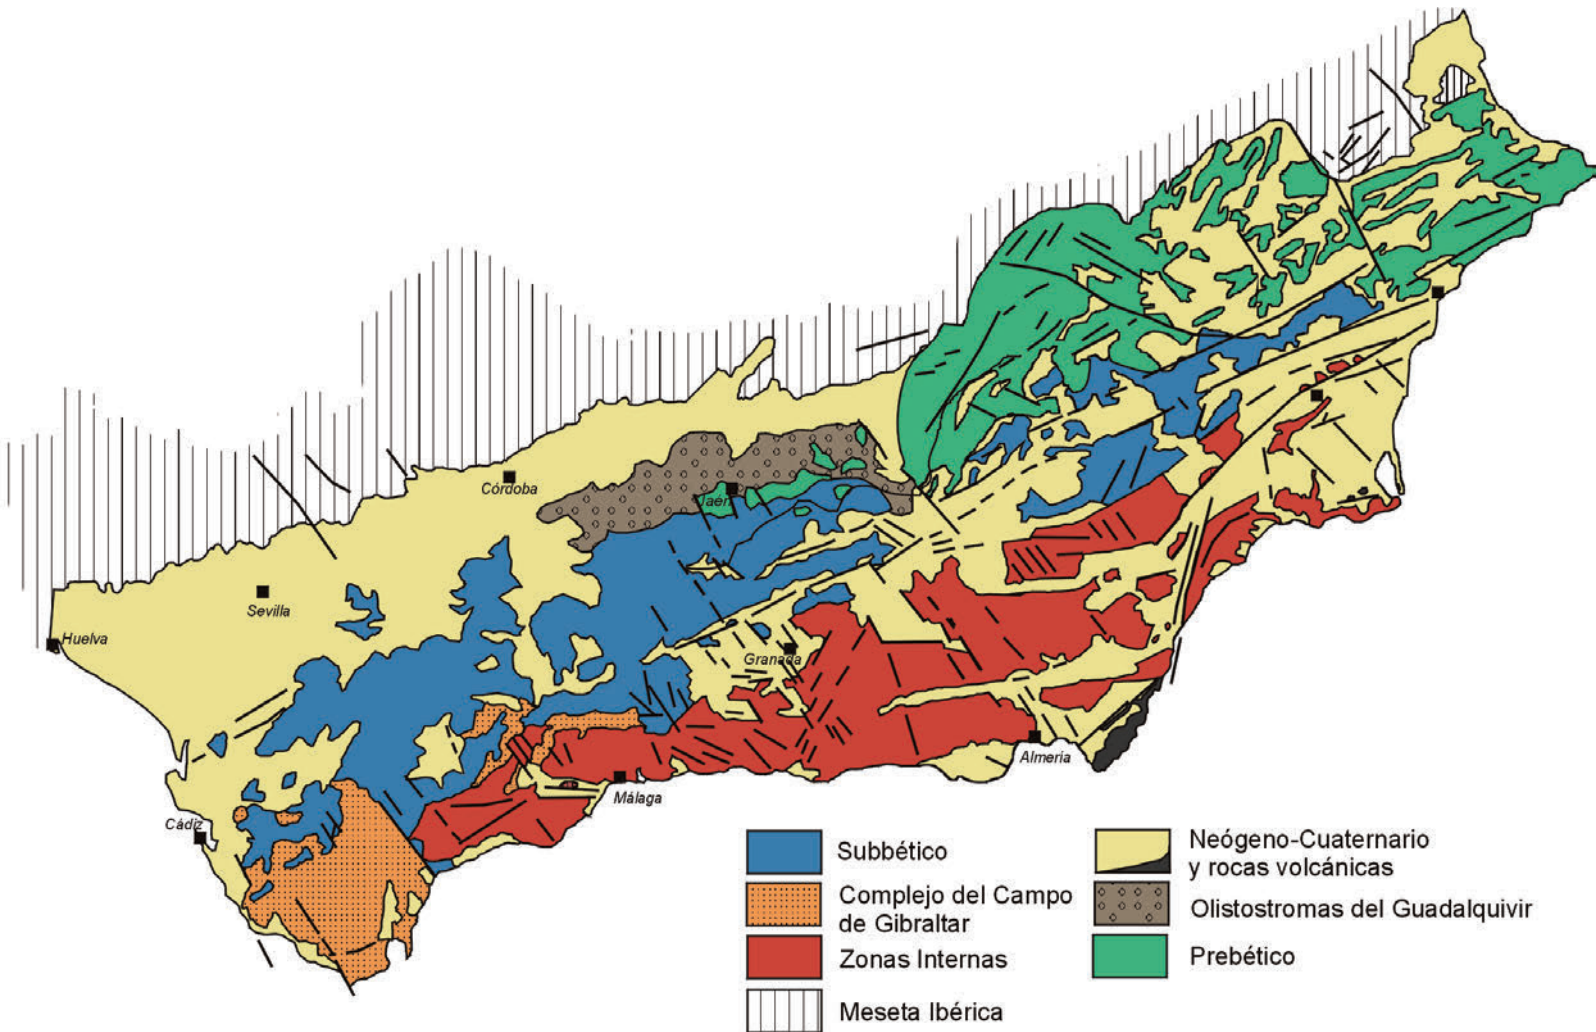 Córdoba
Jaén
Sevilla
Huelva
Granada
Almería
Málaga
Cádiz
Subbético
Complejo del Campo
de Gibraltar
Zonas Internas
Meseta Ibérica
Neógeno-Cuaternario
y rocas volcánicas
Olistostromas del Guadalquivir
Prebético